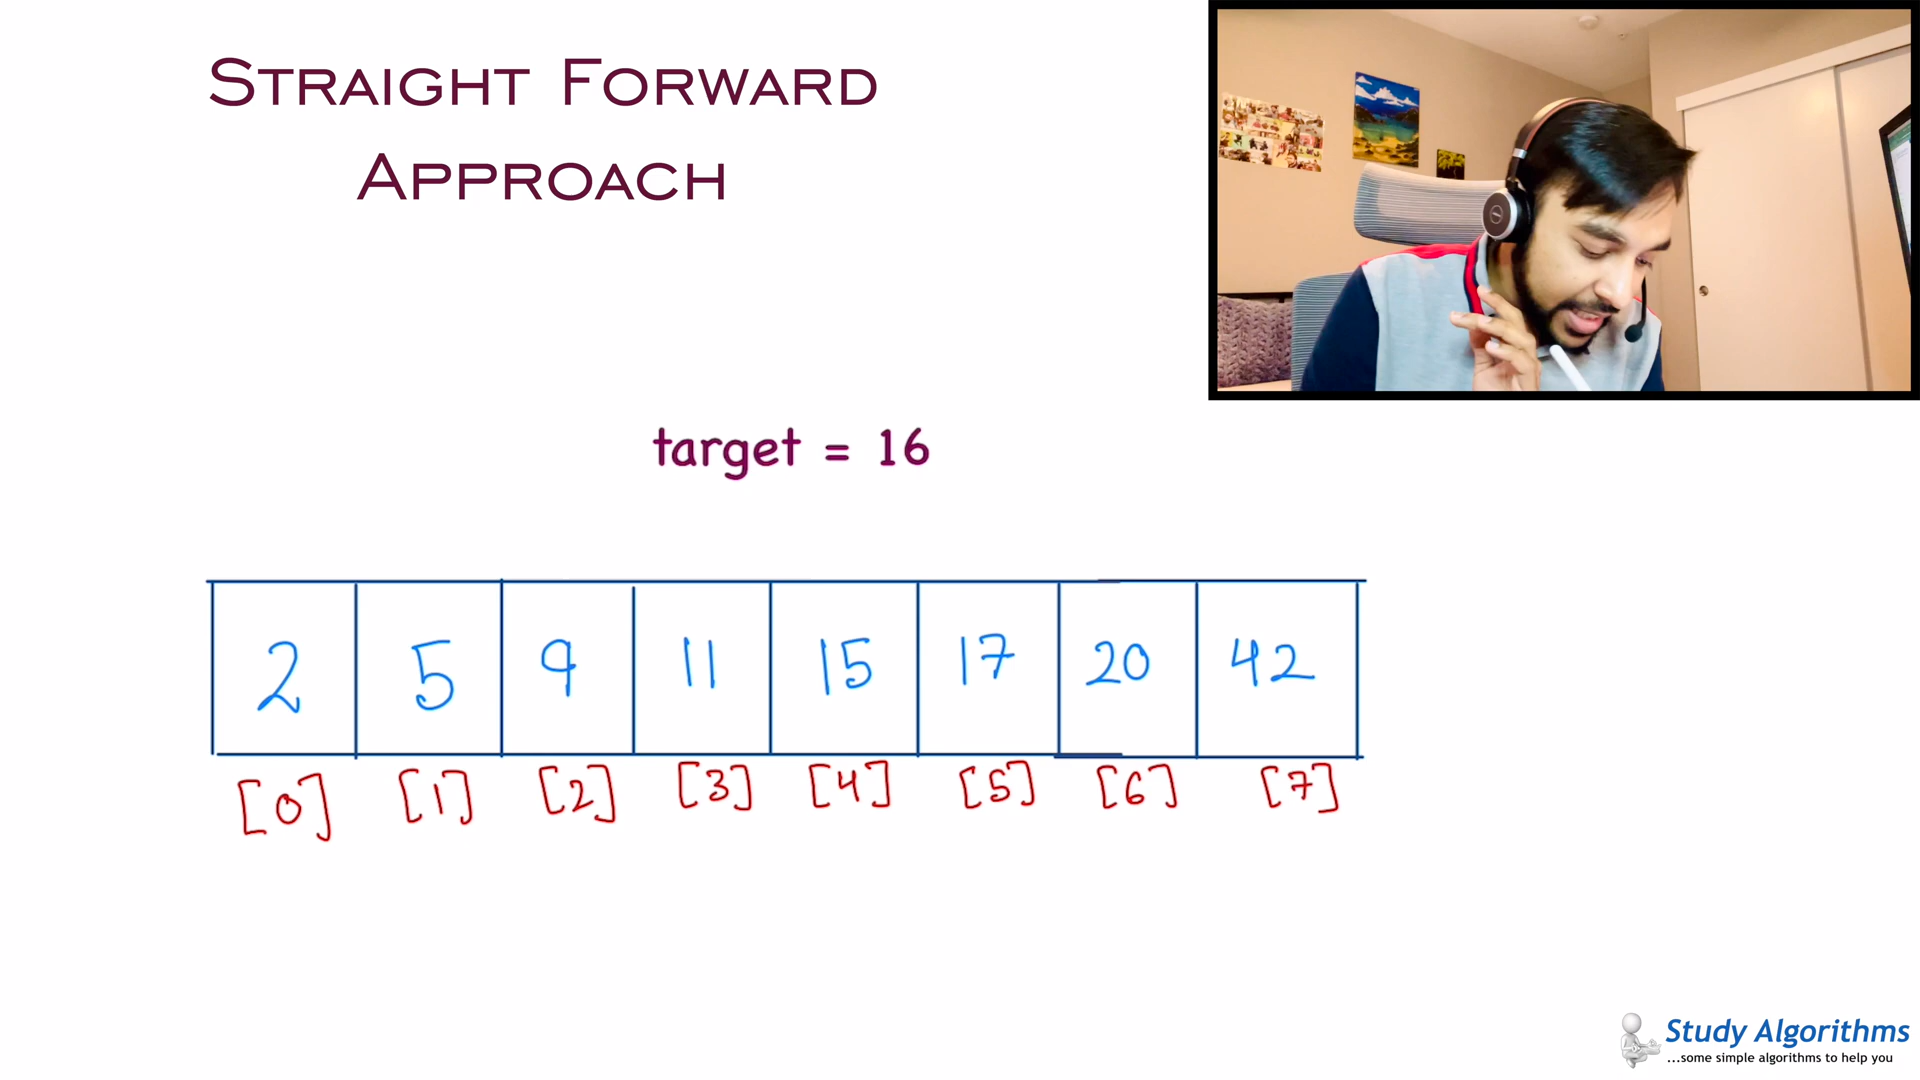 STRAIGHT FORWARD
APPROACH
target = 16
2 5 9 11 15 17 20 42
[0] [1] [2] [3] [4] [5] [6] [7]
Study Algorithms
...some simple algorithms to help you